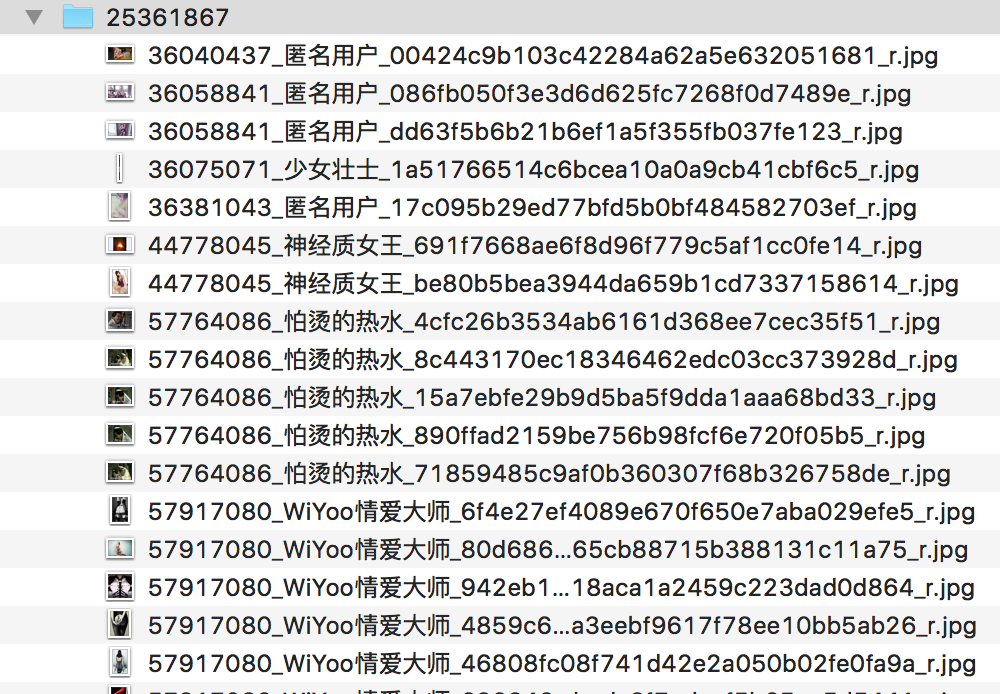 25361867
36040437_匿名用户_00424c9b103c42284a62a5e632051681_r.jpg
36058841_匿名用户_086fb050f3e3d6d625fc7268f0d7489e_r.jpg
36058841_匿名用户_dd63f5b6b21b6ef1a5f355fb037fe123_r.jpg
36075071_少女壮士_1a51766514c6bcea10a0a9cb41cbf6c5_r.jpg
36381043_匿名用户_17c095b29ed77bfd5b0bf484582703ef_r.jpg
44778045_神经质女王_691f7668ae6f8d96f779c5af1cc0fe14_r.jpg
44778045_神经质女王_be80b5bea3944da659b1cd7337158614_r.jpg
57764086_怕烫的热水_4cfc26b3534ab6161d368ee7cec35f51_r.jpg
57764086_怕烫的热水_8c443170ec18346462edc03cc373928d_r.jpg
57764086_怕烫的热水_15a7ebfe29b9d5ba5f9dda1aaa68bd33_r.jpg
57764086_怕烫的热水_890ffad2159be756b98fcf6e720f05b5_r.jpg
57764086_怕烫的热水_71859485c9af0b360307f68b326758de_r.jpg
57917080_WiYoo情爱大师_6f4e27ef4089e670f650e7aba029efe5_r.jpg
57917080_WiYoo情爱大师_80d686...65cb88715b388131c11a75_r.jpg
57917080_WiYoo情爱大师_942eb1...18aca1a2459c223dad0d864_r.jpg
57917080_WiYoo情爱大师_4859c6...a3eebf9617f78ee10bb5ab26_r.jpg
57917080_WiYoo情爱大师_46808fc08f741d42e2a050b02fe0fa9a_r.jpg